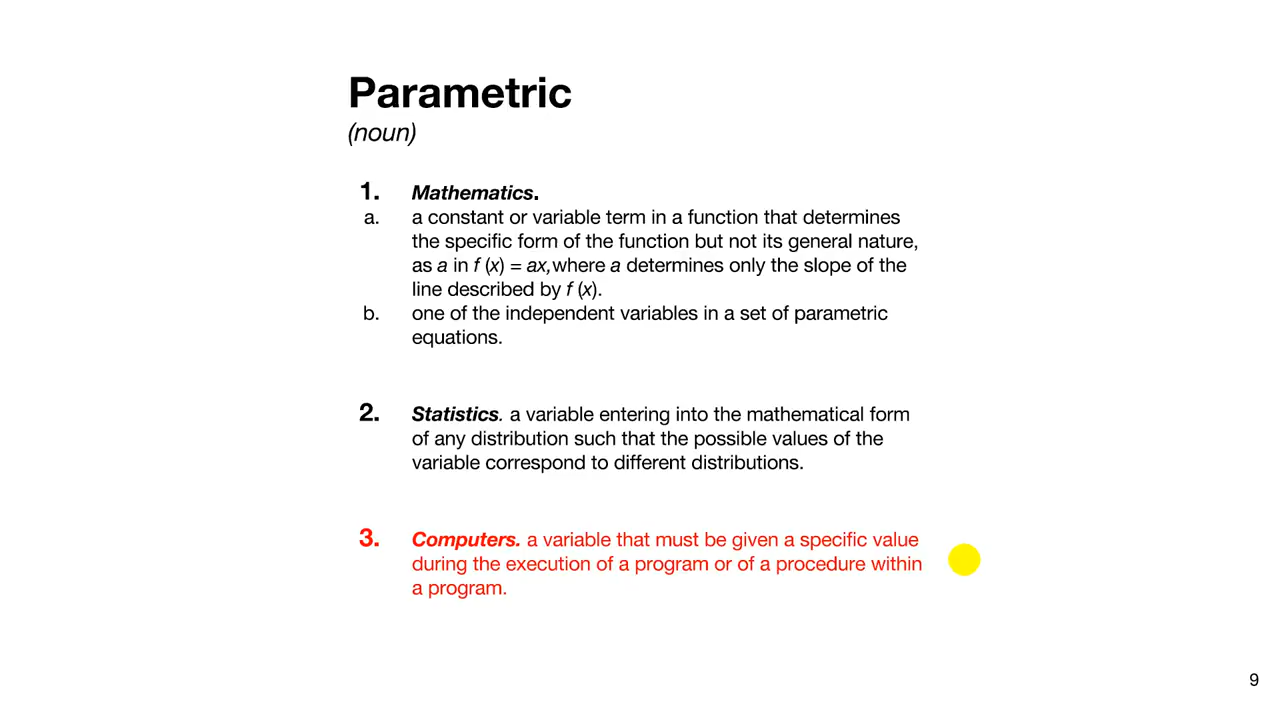 Parametric
(noun)
1. Mathematics.
a. a constant or variable term in a function that determines
the specific form of the function but not its general nature,
as a in f (x) = ax,where a determines only the slope of the
line described by f (x).
b. one of the independent variables in a set of parametric
equations.
2. Statistics. a variable entering into the mathematical form
of any distribution such that the possible values of the
variable correspond to different distributions.
3. Computers. a variable that must be given a specific value
during the execution of a program or of a procedure within
a program.
9